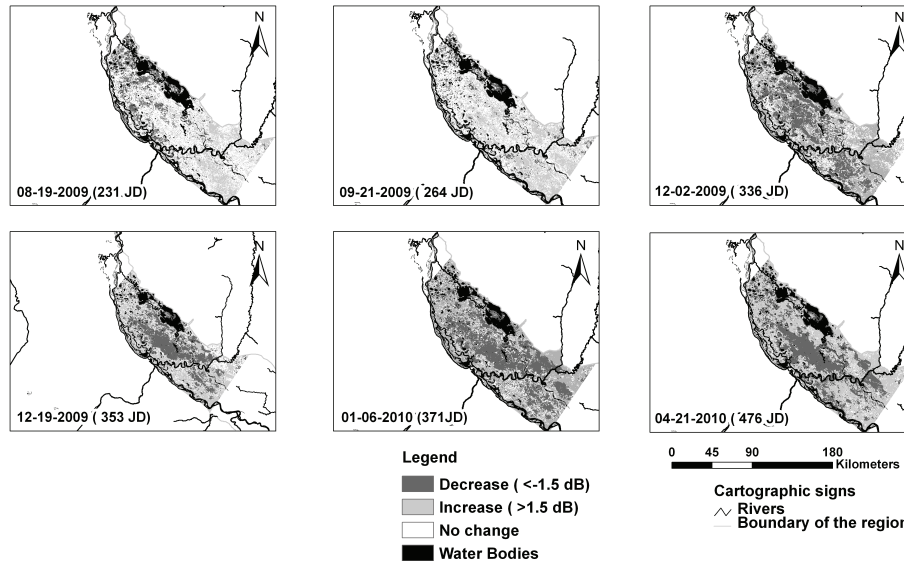 N
N
N
08-19-2009 (231 JD)
09-21-2009 ( 264 JD)
12-02-2009 ( 336 JD)
N
N
N
12-19-2009 ( 353 JD)
01-06-2010 (371JD)
04-21-2010 ( 476 JD)
0 45 90 180
Kilometers
Legend
Decrease ( <-1.5 dB)
Increase ( >1.5 dB)
No change
Water Bodies
Cartographic signs
Rivers
Boundary of the region